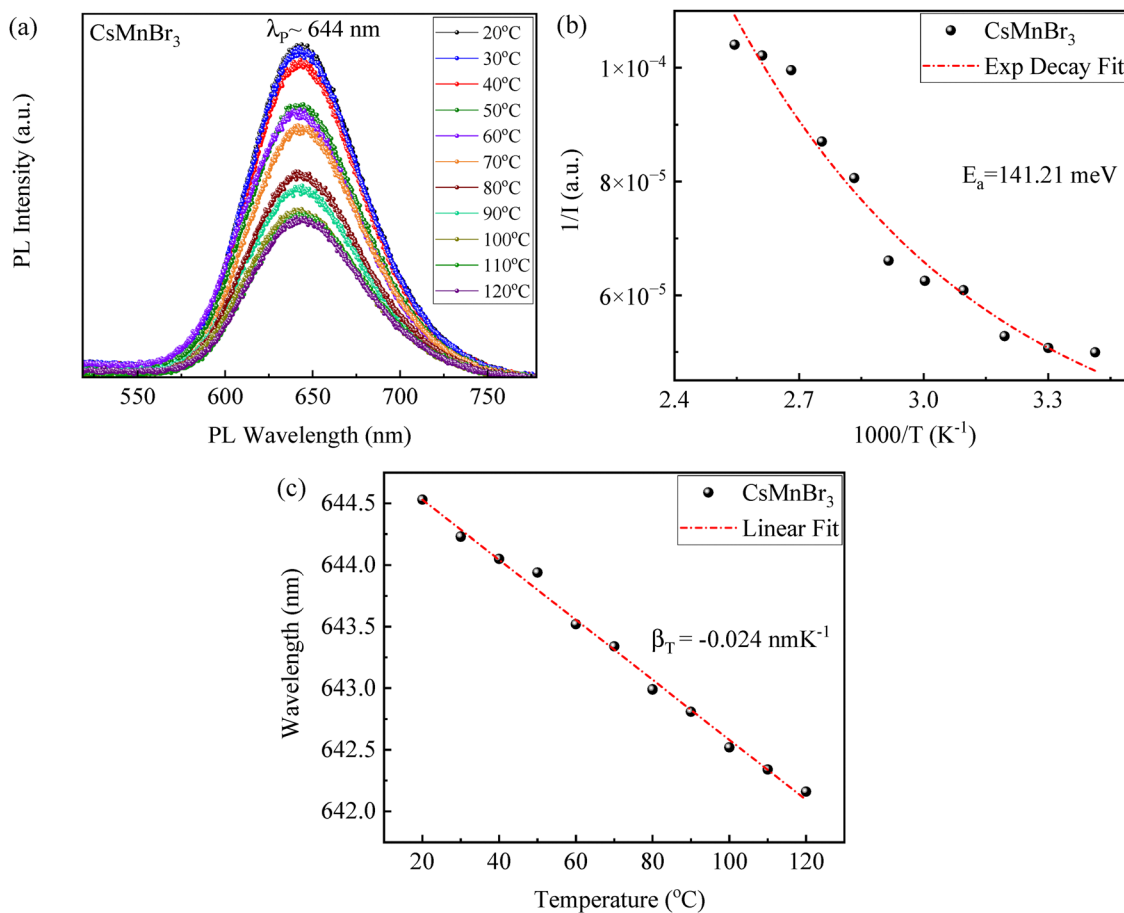 (a)
CsMnBr₃
λP~ 644 nm
20ºC
30ºC
40ºC
50ºC
60ºC
70ºC
80ºC
90ºC
100ºC
110ºC
120ºC
PL Intensity (a.u.)
550 600 650 700 750
PL Wavelength (nm)
(b)
CsMnBr₃
Exp Decay Fit
Eₐ=141.21 meV
1/I (a.u.)
1×10⁻⁴
8×10⁻⁵
6×10⁻⁵
2.4 2.7 3.0 3.3
1000/T (K⁻¹)
(c)
CsMnBr₃
Linear Fit
βT = -0.024 nmK⁻¹
Wavelength (nm)
644.5
644.0
643.5
643.0
642.5
642.0
20 40 60 80 100 120
Temperature (ºC)